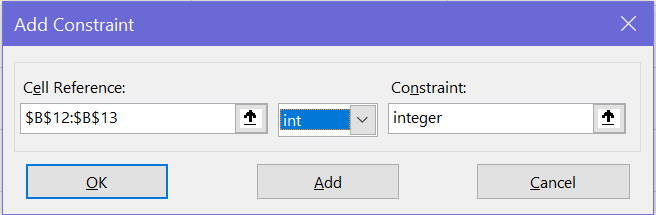 Add Constraint
Cell Reference: Constraint:
$B$12:$B$13 int integer
OK Add Cancel